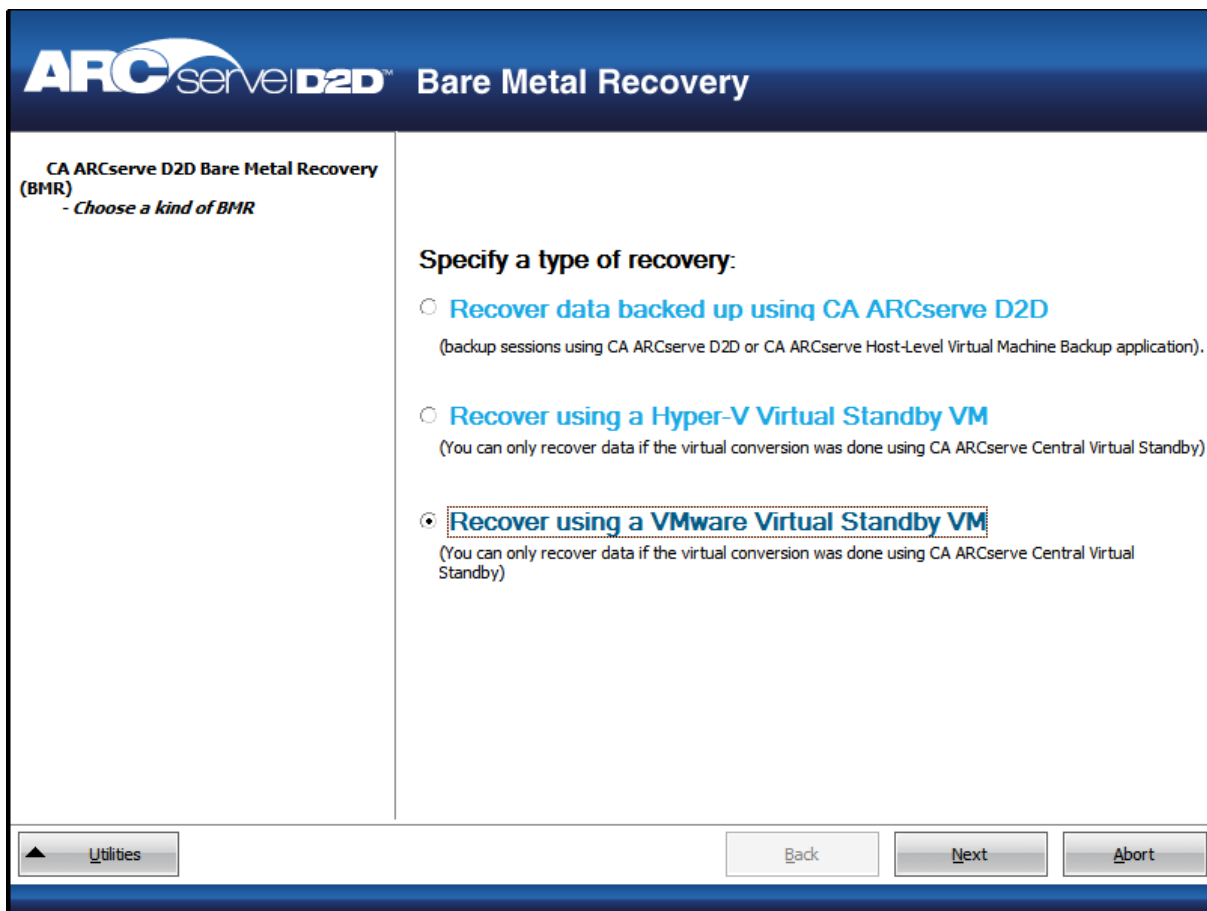 ARCserve D2D™ Bare Metal Recovery
CA ARCserve D2D Bare Metal Recovery
(BMR)
- Choose a kind of BMR
Specify a type of recovery:
Recover data backed up using CA ARCserve D2D
(backup sessions using CA ARCserve D2D or CA ARCserve Host-Level Virtual Machine Backup application).
Recover using a Hyper-V Virtual Standby VM
(You can only recover data if the virtual conversion was done using CA ARCserve Central Virtual Standby)
Recover using a VMware Virtual Standby VM
(You can only recover data if the virtual conversion was done using CA ARCserve Central Virtual
Standby)
Utilities
Back
Next
Abort